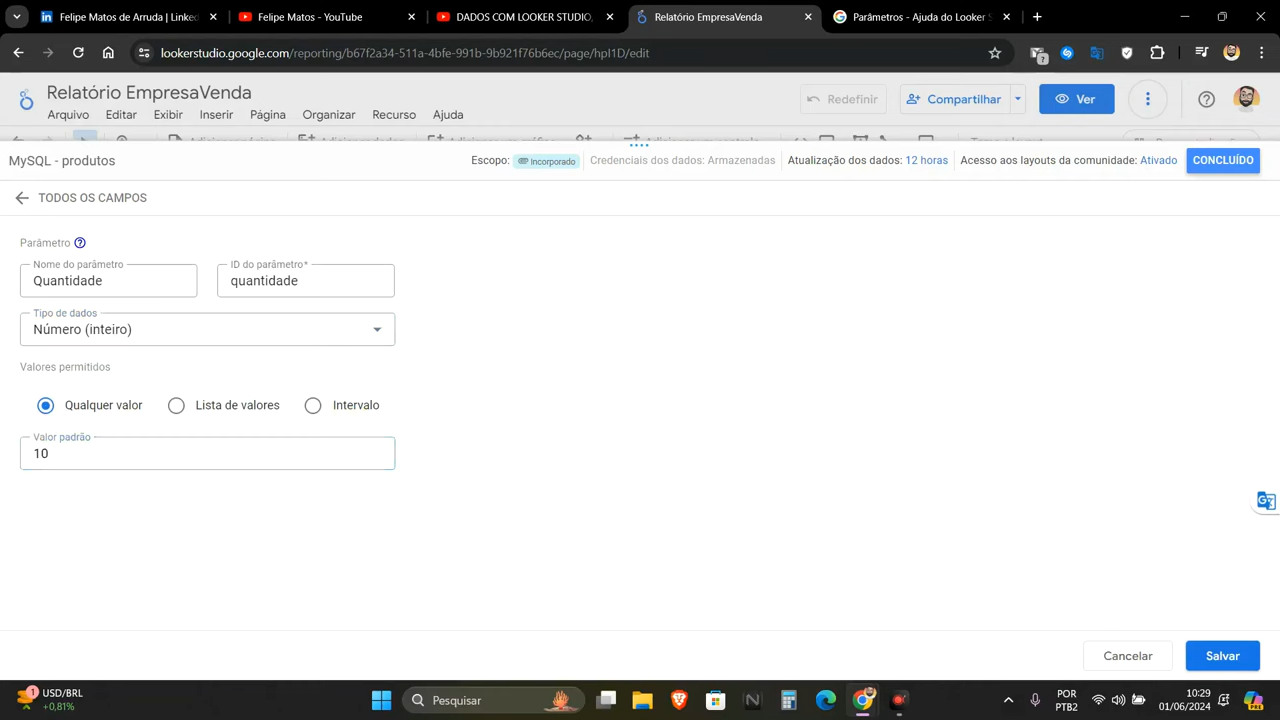 Felipe Matos de Arruda | Linked
Felipe Matos - YouTube
DADOS COM LOOKER STUDIO,
Relatório EmpresaVenda
Parâmetros - Ajuda do Looker S
lookerstudio.google.com/reporting/b67f2a34-511a-4bfe-991b-9b921f76b6ec/page/hpI1D/edit
7
Relatório EmpresaVenda
Redefinir
Compartilhar
Ver
Arquivo Editar Exibir Inserir Página Organizar Recurso Ajuda
MySQL - produtos
Escopo: Incorporado
Credenciais dos dados: Armazenadas
Atualização dos dados: 12 horas
Acesso aos layouts da comunidade: Ativado
CONCLUÍDO
TODOS OS CAMPOS
Parâmetro
Nome do parâmetro
Quantidade
ID do parâmetro*
quantidade
Tipo de dados
Número (inteiro)
Valores permitidos
Qualquer valor
Lista de valores
Intervalo
Valor padrão
10
Cancelar
Salvar
1
USD/BRL
+0,81%
Pesquisar
POR
PTB2
10:29
01/06/2024